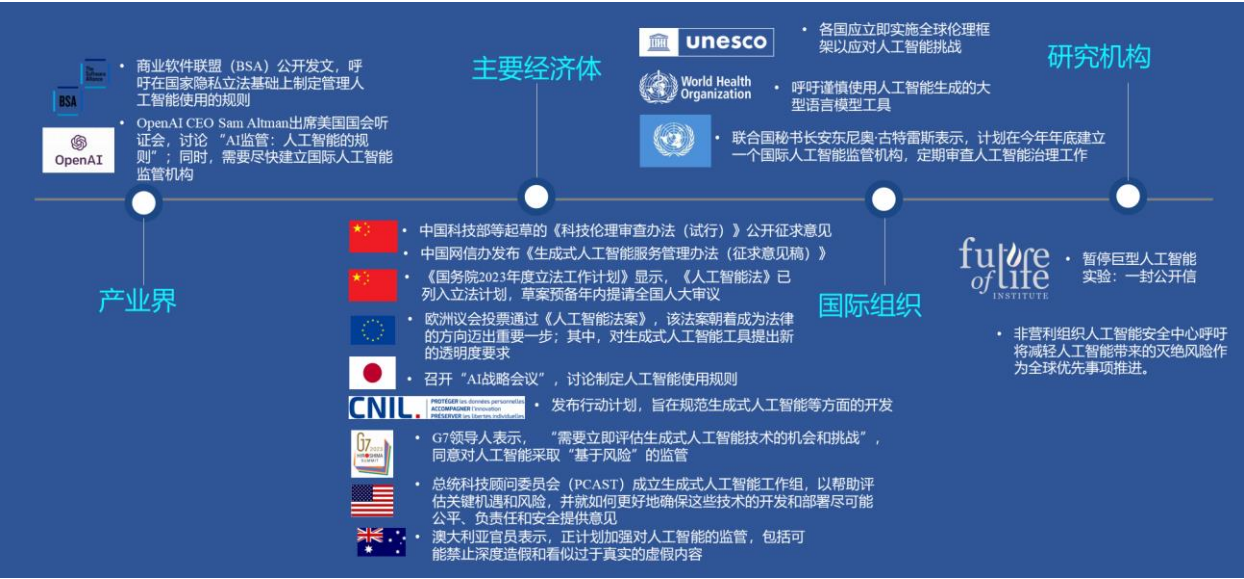 The
Software
Alliance
BSA
• 商业软件联盟（BSA）公开发文，呼
吁在国家隐私立法基础上制定管理人
工智能使用的规则
OpenAI
• OpenAI CEO Sam Altman出席美国国会听
证会，讨论“AI监管：人工智能的规
则”；同时，需要尽快建立国际人工智能
监管机构
产业界
主要经济体
• 中国科技部等起草的《科技伦理审查办法（试行）》公开征求意见
• 中国网信办发布《生成式人工智能服务管理办法（征求意见稿）》
• 《国务院2023年度立法工作计划》显示，《人工智能法》已
列入立法计划，草案预备年内提请全国人大审议
• 欧洲议会投票通过《人工智能法案》，该法案朝着成为法律
的方向迈出重要一步；其中，对生成式人工智能工具提出新
的透明度要求
• 召开“AI战略会议”，讨论制定人工智能使用规则
CNIL.
PROTÉGER les données personnelles
ACCOMPAGNER l'innovation
PRÉSERVER les libertés individuelles
• 发布行动计划，旨在规范生成式人工智能等方面的开发
G7 2023
HIROSHIMA
SUMMIT
• G7领导人表示， “需要立即评估生成式人工智能技术的机会和挑战”，
同意对人工智能采取“基于风险”的监管
• 总统科技顾问委员会（PCAST）成立生成式人工智能工作组，以帮助评
估关键机遇和风险，并就如何更好地确保这些技术的开发和部署尽可能
公平、负责任和安全提供意见
• 澳大利亚官员表示，正计划加强对人工智能的监管，包括可
能禁止深度造假和看似过于真实的虚假内容
unesco
• 各国应立即实施全球伦理框
架以应对人工智能挑战
World Health
Organization
• 呼吁谨慎使用人工智能生成的大
型语言模型工具
• 联合国秘书长安东尼奥·古特雷斯表示，计划在今年年底建立
一个国际人工智能监管机构，定期审查人工智能治理工作
国际组织
研究机构
future
of life
INSTITUTE
• 暂停巨型人工智能
实验：一封公开信
• 非营利组织人工智能安全中心呼吁
将减轻人工智能带来的灭绝风险作
为全球优先事项推进。